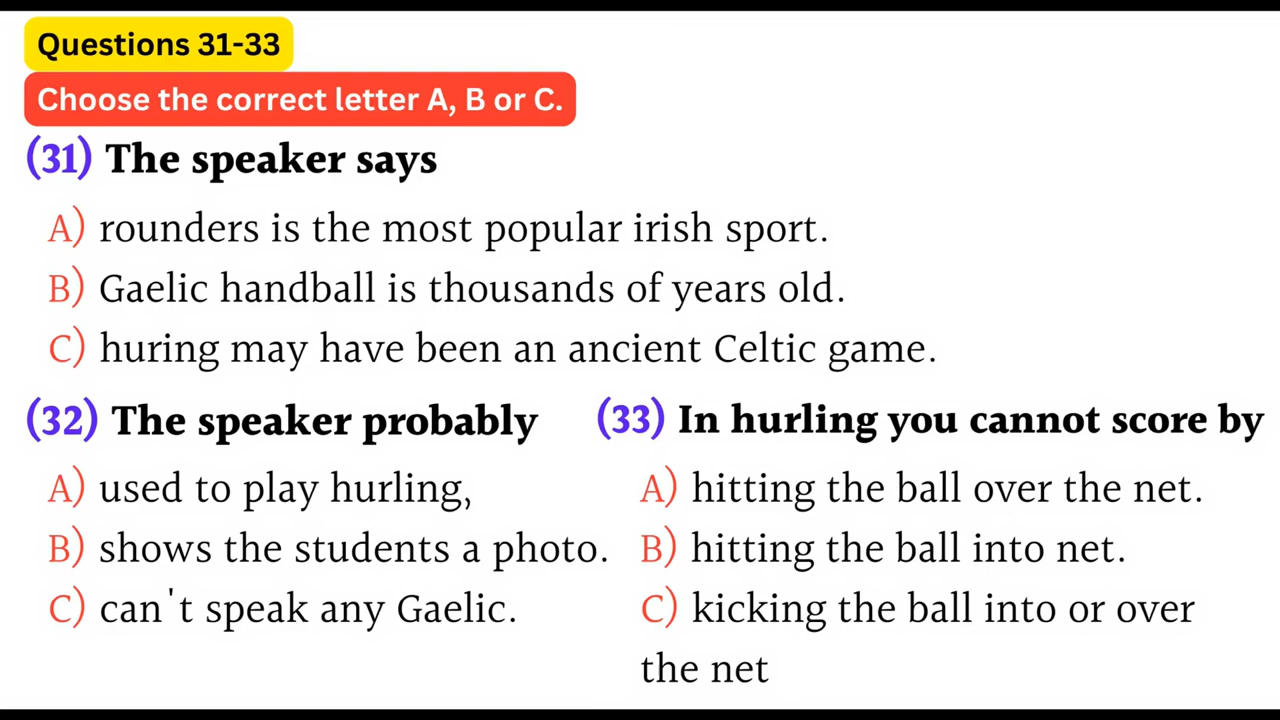 Questions 31-33
Choose the correct letter A, B or C.
(31) The speaker says
A) rounders is the most popular irish sport.
B) Gaelic handball is thousands of years old.
C) huring may have been an ancient Celtic game.
(32) The speaker probably
A) used to play hurling,
B) shows the students a photo.
C) can't speak any Gaelic.
(33) In hurling you cannot score by
A) hitting the ball over the net.
B) hitting the ball into net.
C) kicking the ball into or over
the net